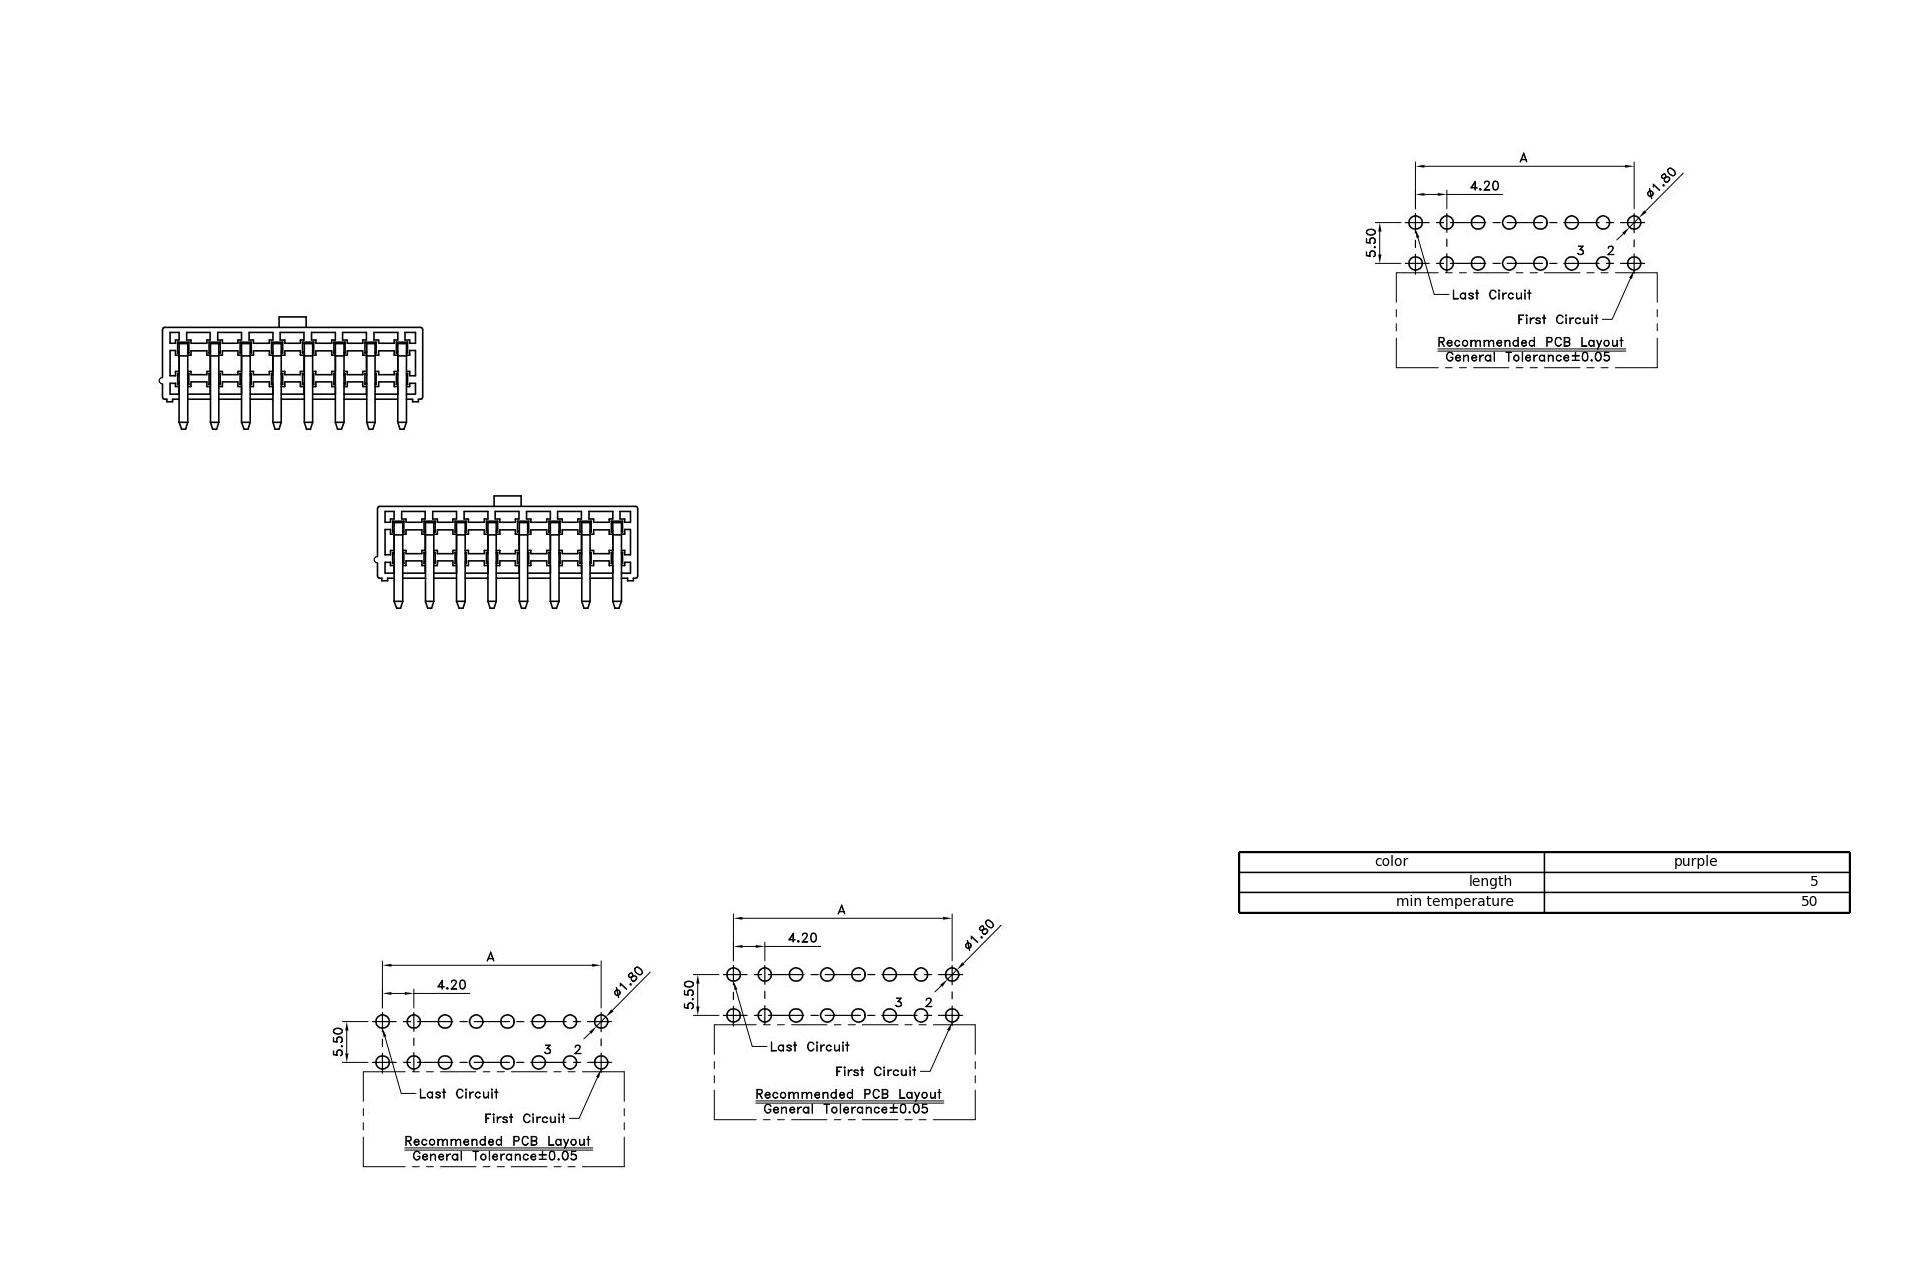 A
4.20
ø1.80
5.50
3 2
Last Circuit
First Circuit
Recommended PCB Layout
General Tolerance±0.05
color purple
length 5
min temperature 50
A
4.20
ø1.80
5.50
3 2
Last Circuit
First Circuit
Recommended PCB Layout
General Tolerance±0.05
A
4.20
ø1.80
5.50
3 2
Last Circuit
First Circuit
Recommended PCB Layout
General Tolerance±0.05